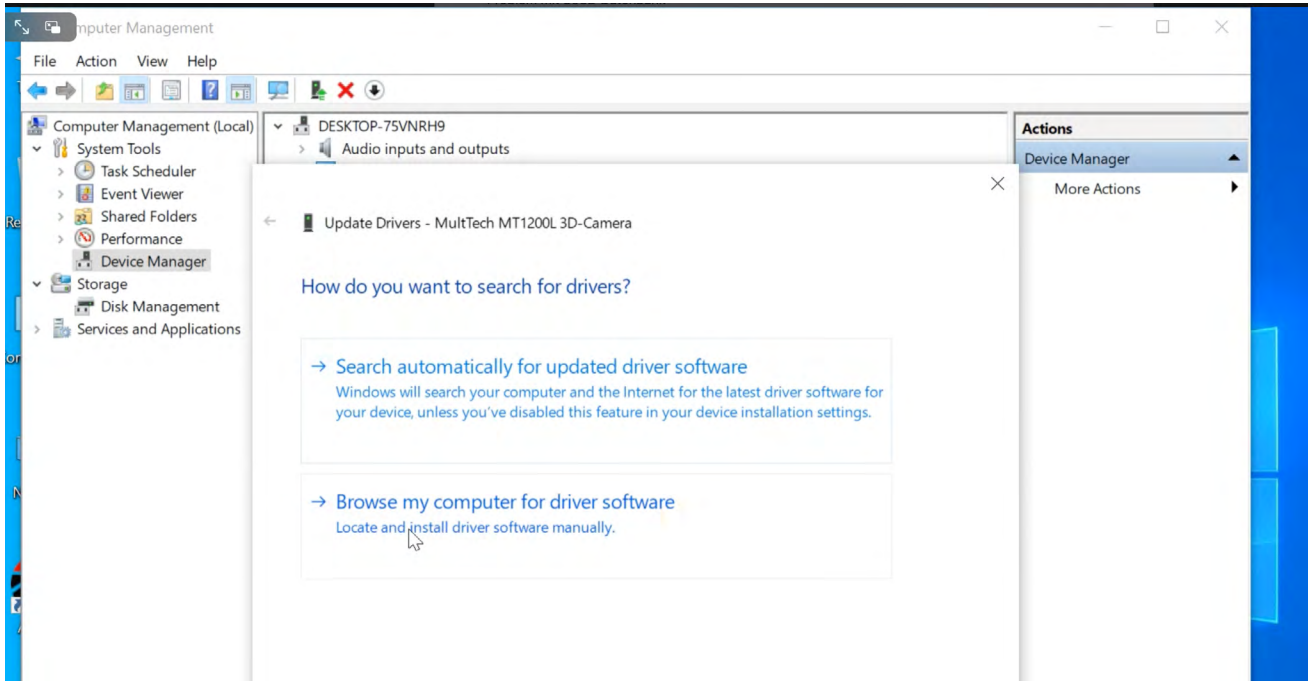 mputer Management
File Action View Help
Computer Management (Local)
System Tools
Task Scheduler
Event Viewer
Shared Folders
Performance
Device Manager
Storage
Disk Management
Services and Applications
DESKTOP-75VNRH9
Audio inputs and outputs
Actions
Device Manager
More Actions
Update Drivers - MultTech MT1200L 3D-Camera
How do you want to search for drivers?
Search automatically for updated driver software
Windows will search your computer and the Internet for the latest driver software for
your device, unless you've disabled this feature in your device installation settings.
Browse my computer for driver software
Locate and install driver software manually.
Re
or
N